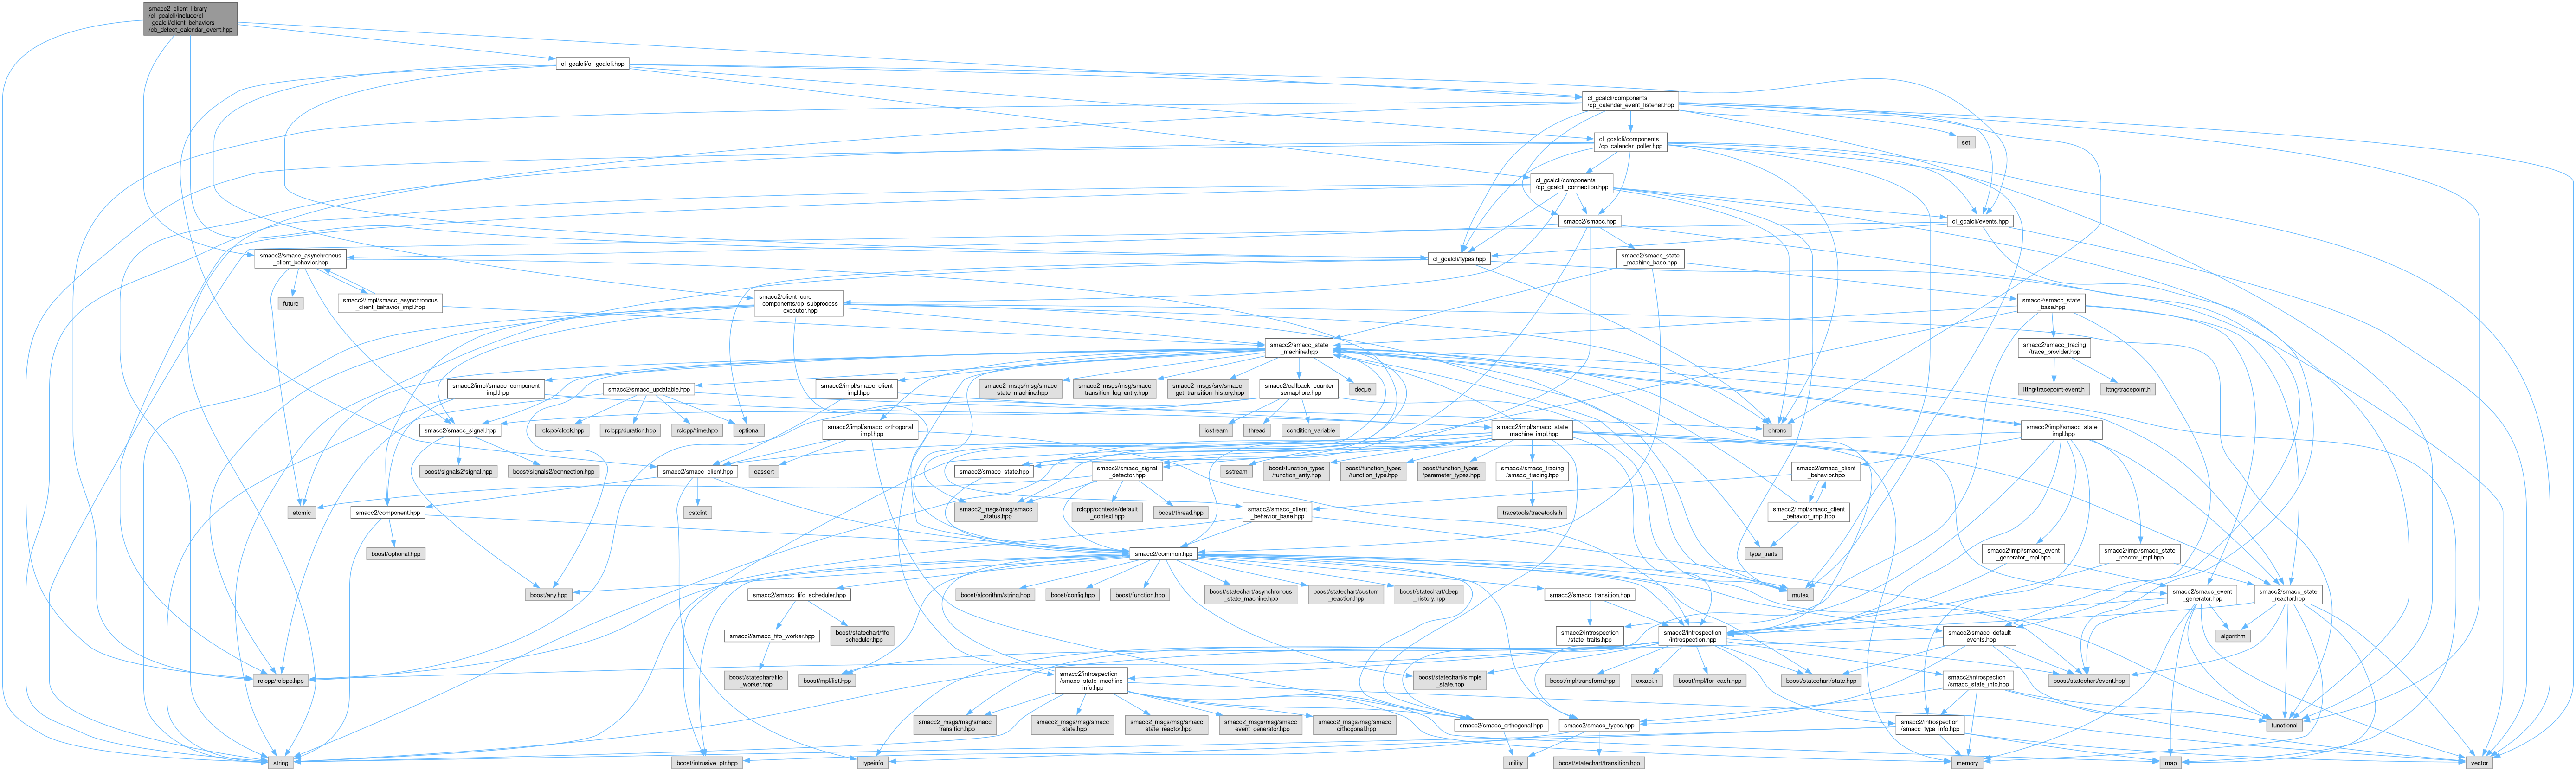 smacc2_client_library
/cl_gcalcli/include/cl
_gcalcli/client_behaviors
/cb_detect_calendar_event.hpp
cl_gcalcli/cl_gcalcli.hpp
cl_gcalcli/components
/cp_calendar_event_listener.hpp
cl_gcalcli/components
/cp_calendar_poller.hpp
set
cl_gcalcli/components
/cp_gcalcli_connection.hpp
smacc2/smacc.hpp
cl_gcalcli/events.hpp
smacc2/smacc_asynchronous
_client_behavior.hpp
cl_gcalcli/types.hpp
smacc2/smacc_state
_machine_base.hpp
future
smacc2/impl/smacc_asynchronous
_client_behavior_impl.hpp
smacc2/client_core
_components/cp_subprocess
_executor.hpp
smacc2/smacc_state
_base.hpp
smacc2/smacc_state
_machine.hpp
smacc2/smacc_tracing
/trace_provider.hpp
smacc2/impl/smacc_component
_impl.hpp
smacc2/smacc_updatable.hpp
smacc2/impl/smacc_client
_impl.hpp
smacc2_msgs/msg/smacc
_state_machine.hpp
smacc2_msgs/msg/smacc
_transition_log_entry.hpp
smacc2_msgs/srv/smacc
_get_transition_history.hpp
smacc2/callback_counter
_semaphore.hpp
deque
lttng/tracepoint-event.h
lttng/tracepoint.h
atomic
smacc2/smacc_signal.hpp
rclcpp/clock.hpp
rclcpp/duration.hpp
rclcpp/time.hpp
optional
smacc2/impl/smacc_orthogonal
_impl.hpp
iostream
thread
condition_variable
smacc2/impl/smacc_state
_machine_impl.hpp
chrono
smacc2/impl/smacc_state
_impl.hpp
boost/signals2/signal.hpp
boost/signals2/connection.hpp
smacc2/smacc_client.hpp
cassert
smacc2/smacc_state.hpp
smacc2/smacc_signal
_detector.hpp
sstream
boost/function_types
/function_arity.hpp
boost/function_types
/function_type.hpp
boost/function_types
/parameter_types.hpp
smacc2/smacc_tracing
/smacc_tracing.hpp
smacc2/smacc_client
_behavior.hpp
smacc2/component.hpp
cstdint
smacc2_msgs/msg/smacc
_status.hpp
rclcpp/contexts/default
_context.hpp
boost/thread.hpp
smacc2/smacc_client
_behavior_base.hpp
tracetools/tracetools.h
smacc2/impl/smacc_client
_behavior_impl.hpp
boost/optional.hpp
smacc2/common.hpp
type_traits
smacc2/impl/smacc_event
_generator_impl.hpp
smacc2/impl/smacc_state
_reactor_impl.hpp
boost/any.hpp
smacc2/smacc_fifo_scheduler.hpp
boost/algorithm/string.hpp
boost/config.hpp
boost/function.hpp
boost/statechart/asynchronous
_state_machine.hpp
boost/statechart/custom
_reaction.hpp
boost/statechart/deep
_history.hpp
smacc2/smacc_transition.hpp
mutex
smacc2/smacc_event
_generator.hpp
smacc2/smacc_state
_reactor.hpp
smacc2/smacc_fifo_worker.hpp
boost/statechart/fifo
_scheduler.hpp
smacc2/introspection
/state_traits.hpp
smacc2/introspection
/introspection.hpp
smacc2/smacc_default
_events.hpp
algorithm
rclcpp/rclcpp.hpp
boost/statechart/fifo
_worker.hpp
boost/mpl/list.hpp
smacc2/introspection
/smacc_state_machine
_info.hpp
boost/statechart/simple
_state.hpp
boost/mpl/transform.hpp
cxxabi.h
boost/mpl/for_each.hpp
boost/statechart/state.hpp
smacc2/introspection
/smacc_state_info.hpp
boost/statechart/event.hpp
smacc2_msgs/msg/smacc
_transition.hpp
smacc2_msgs/msg/smacc
_state.hpp
smacc2_msgs/msg/smacc
_state_reactor.hpp
smacc2_msgs/msg/smacc
_event_generator.hpp
smacc2_msgs/msg/smacc
_orthogonal.hpp
smacc2/smacc_orthogonal.hpp
smacc2/smacc_types.hpp
smacc2/introspection
/smacc_type_info.hpp
functional
string
boost/intrusive_ptr.hpp
typeinfo
utility
boost/statechart/transition.hpp
memory
map
vector